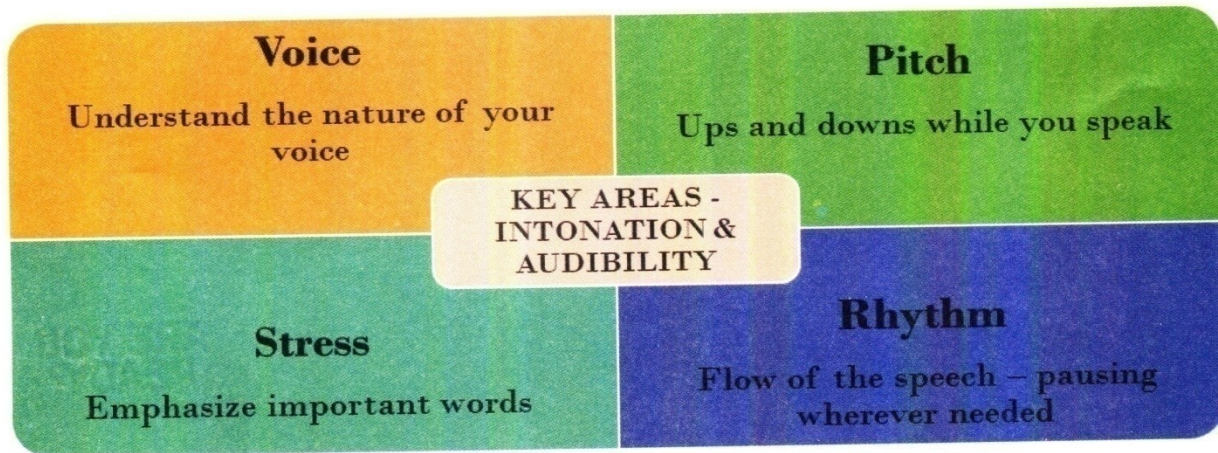 Voice
Understand the nature of your
voice
Pitch
Ups and downs while you speak
KEY AREAS -
INTONATION &
AUDIBILITY
Stress
Emphasize important words
Rhythm
Flow of the speech – pausing
wherever needed